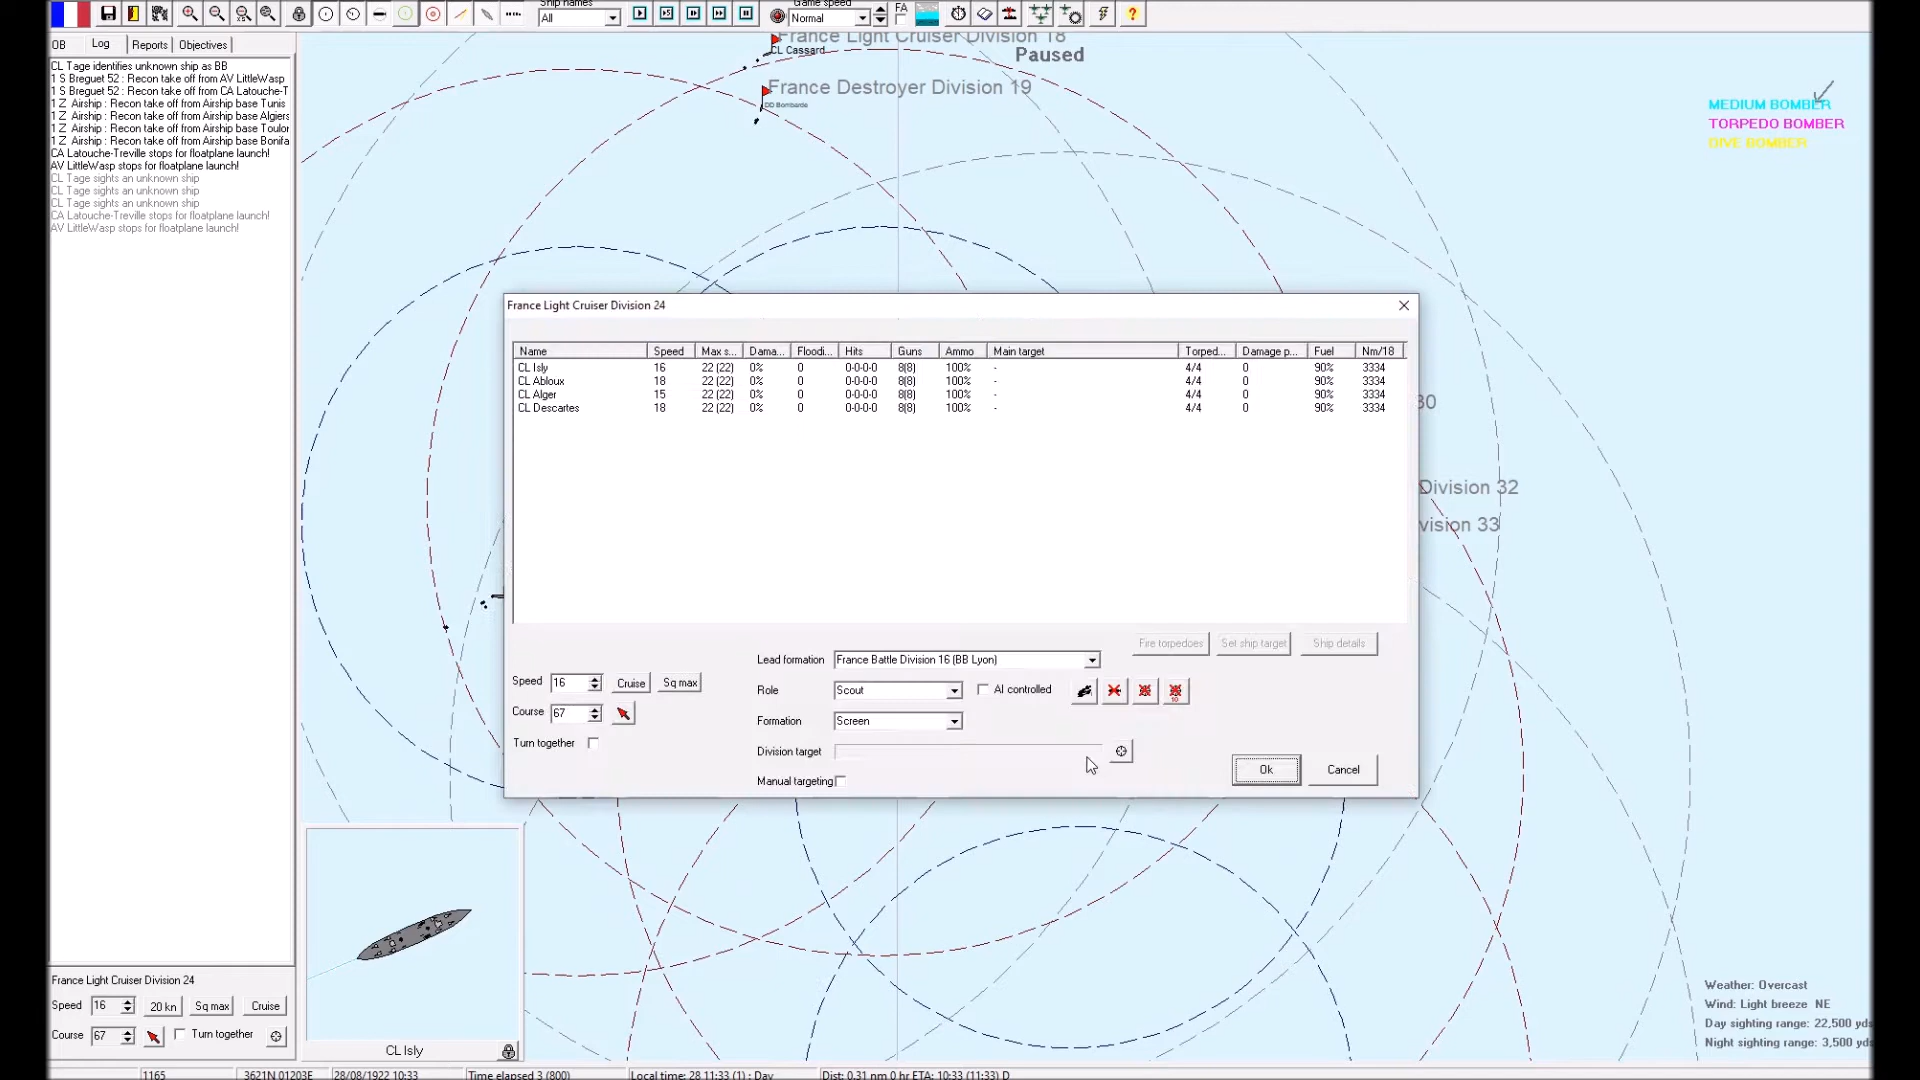 Ship names
Game speed
FA
All
Normal
OB
Log
Reports
Objectives
CL Tage identifies unknown ship as BB
1 S Breguet 52 : Recon take off from AV LittleWasp
1 S Breguet 52 : Recon take off from CA Latouche-T
1 Z Airship : Recon take off from Airship base Tunis
1 Z Airship : Recon take off from Airship base Algiers
1 Z Airship : Recon take off from Airship base Toulor
1 Z Airship : Recon take off from Airship base Bonifa
CA Latouche-Treville stops for floatplane launch!
AV LittleWasp stops for floatplane launch!
CL Tage sights an unknown ship
CL Tage sights an unknown ship
CL Tage sights an unknown ship
CA Latouche-Treville stops for floatplane launch!
AV LittleWasp stops for floatplane launch!
France Light Cruiser Division 18
CL Cassard
Paused
France Destroyer Division 19
DD Bombarde
MEDIUM BOMBER
TORPEDO BOMBER
DIVE BOMBER
France Light Cruiser Division 24
Name Speed Max s... Dama... Floodi... Hits Guns Ammo Main target Torped... Damage p... Fuel Nm/18
CL Isly 16 22 (22) 0% 0 0-0-0-0 8(8) 100% - 4/4 0 90% 3334
CL Abloux 18 22 (22) 0% 0 0-0-0-0 8(8) 100% - 4/4 0 90% 3334
CL Alger 15 22 (22) 0% 0 0-0-0-0 8(8) 100% - 4/4 0 90% 3334
CL Descartes 18 22 (22) 0% 0 0-0-0-0 8(8) 100% - 4/4 0 90% 3334
30
Division 32
vision 33
Fire torpedoes Set ship target Ship details
Lead formation France Battle Division 16 (BB Lyon)
Speed 16 Cruise Sq max
Role Scout AI controlled
10
Course 67
Formation Screen
Turn together
Division target
Manual targeting
Ok Cancel
France Light Cruiser Division 24
Speed 16 20 kn Sq max Cruise
Course 67 Turn together
CL Isly
Weather: Overcast
Wind: Light breeze NE
Day sighting range: 22,500 yds
Night sighting range: 3,500 yds
1165 3621N 01203E 28/08/1922 10:33 Time elapsed 3 (800) Local time: 28 11:33 (1) : Day Dist: 0,31 nm 0 hr ETA: 10:33 (11:33) D